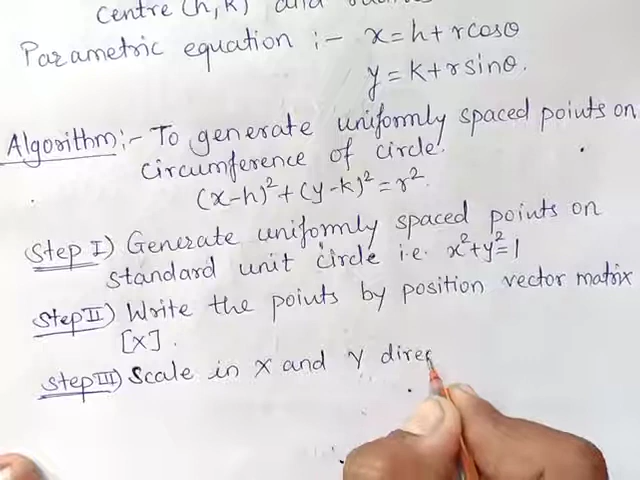 Centre (h, k) and
Parametric equation :- x = h + r cosθ
y = k + r sinθ.
Algorithm:- To generate uniformly spaced points on
circumference of circle.
(x-h)² + (y-k)² = r².
Step I) Generate uniformly spaced points on
standard unit circle i.e. x² + y² = 1
Step II) Write the points by position vector matrix
[X].
Step III) Scale in X and Y direc